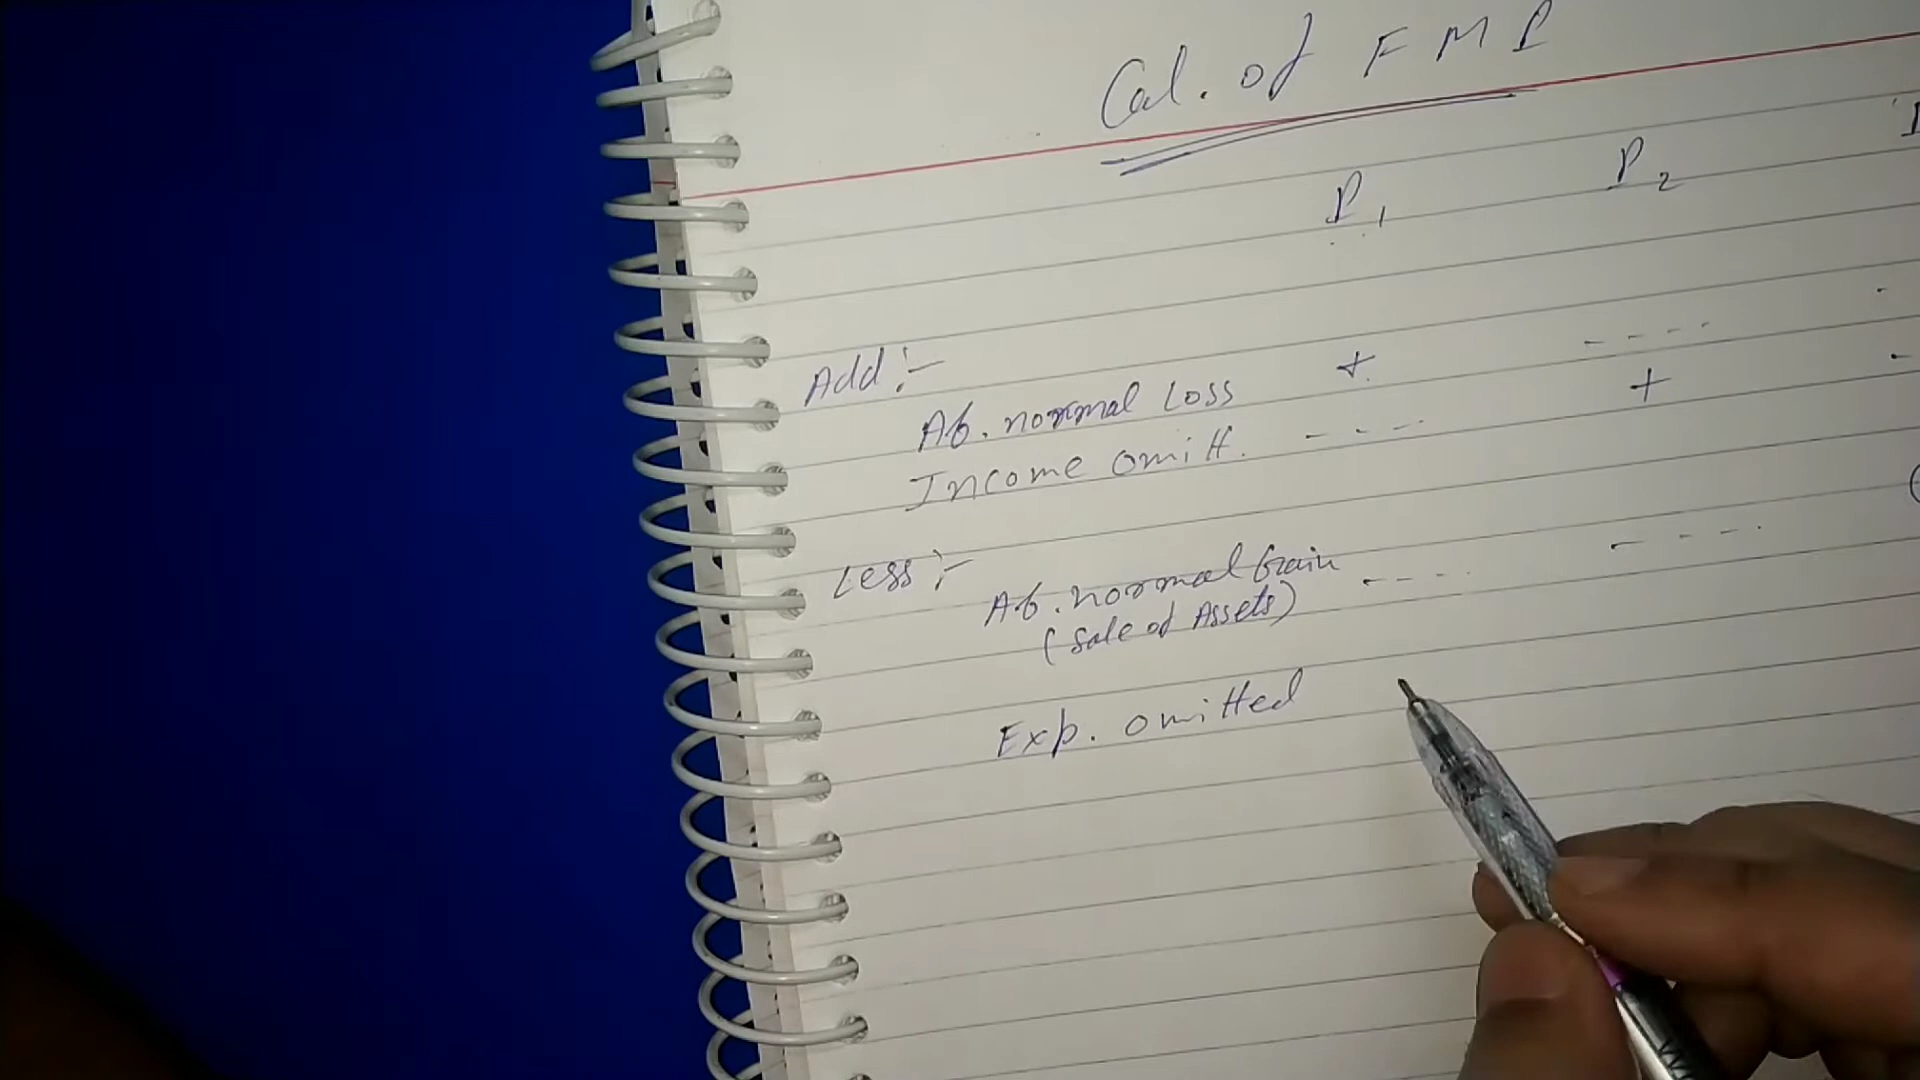 Cal. of FMP
P1 P2
Add :- + - - - -
Ab. normal Loss +
Income omitt. - - - -
Less :- - - - -
Ab. normal Gain - - - -
(Sale of Assets)
Exp. omitted